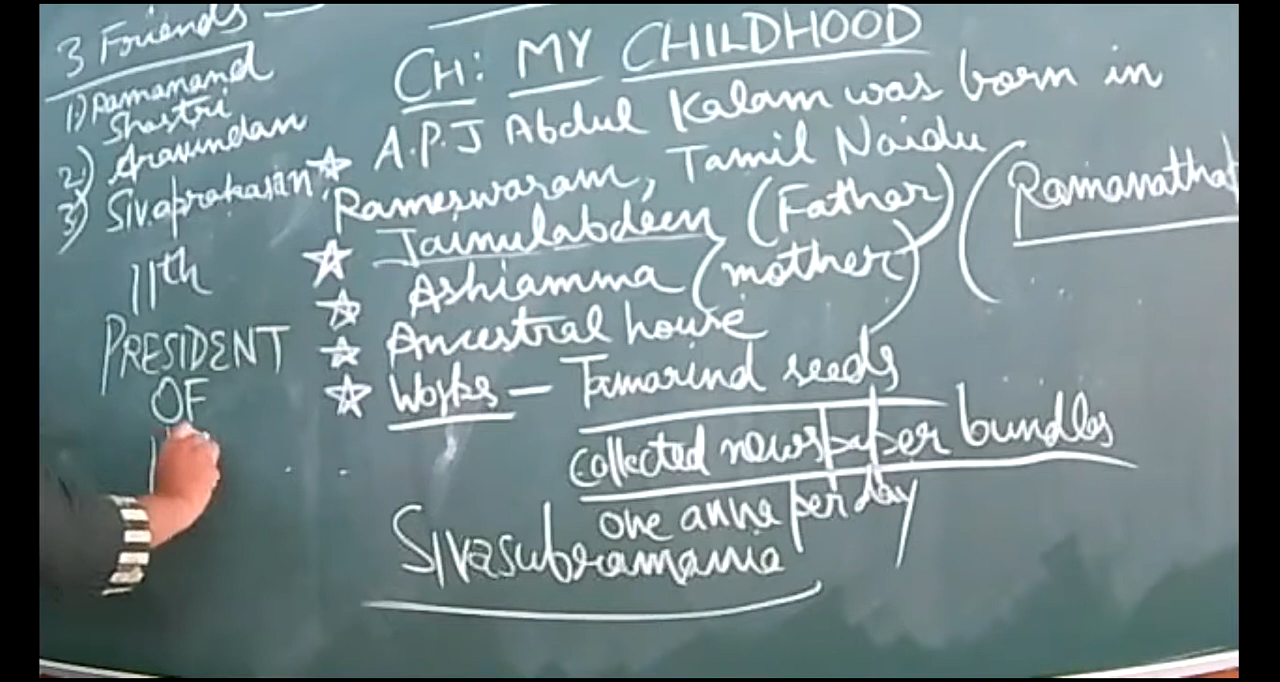 3 Friends -
1) Ramanand
Shastri
2) Aravindan
3) Sivaprakasan
11th
PRESIDENT
OF
CH: MY CHILDHOOD
A.P.J Abdul Kalam was born in
Rameswaram, Tamil Naidu
Jainulabdeen (Father)
(Ramanatha
Ashiamma (mother)
Ancestral house
Works - Tamarind seeds
collected newspaper bundles
one anna per day
Sivasubramania